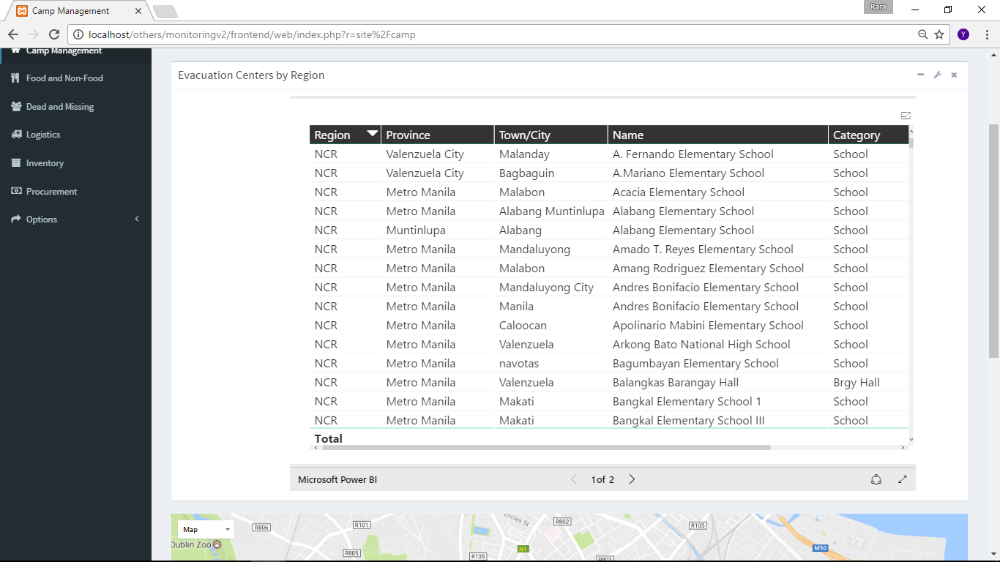 Camp Management
Rara
localhost/others/monitoringv2/frontend/web/index.php?r=site%2Fcamp
Y
Camp Management
Food and Non-Food
Dead and Missing
Logistics
Inventory
Procurement
Options
Evacuation Centers by Region
Region Province Town/City Name Category
NCR Valenzuela City Malanday A. Fernando Elementary School School
NCR Valenzuela City Bagbaguin A.Mariano Elementary School School
NCR Metro Manila Malabon Acacia Elementary School School
NCR Metro Manila Alabang Muntinlupa Alabang Elementary School School
NCR Muntinlupa Alabang Alabang Elementary School School
NCR Metro Manila Mandaluyong Amado T. Reyes Elementary School School
NCR Metro Manila Malabon Amang Rodriguez Elementary School School
NCR Metro Manila Mandaluyong City Andres Bonifacio Elementary School School
NCR Metro Manila Manila Andres Bonifacio Elementary School School
NCR Metro Manila Caloocan Apolinario Mabini Elementary School School
NCR Metro Manila Valenzuela Arkong Bato National High School School
NCR Metro Manila navotas Bagumbayan Elementary School School
NCR Metro Manila Valenzuela Balangkas Barangay Hall Brgy Hall
NCR Metro Manila Makati Bangkal Elementary School 1 School
NCR Metro Manila Makati Bangkal Elementary School III School
Total
Microsoft Power BI
1 of 2
Map
R806
R101
eccles St
R802
R105
Dublin Zoo
R805
R135
N1
R803
M50